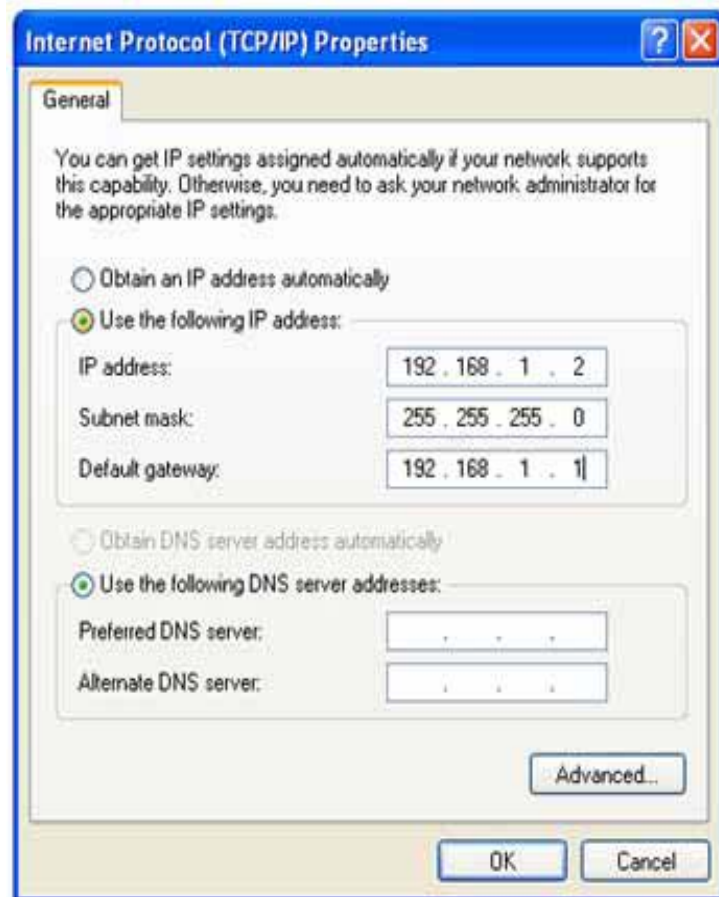 Internet Protocol (TCP/IP) Properties
General
You can get IP settings assigned automatically if your network supports
this capability. Otherwise, you need to ask your network administrator for
the appropriate IP settings.
Obtain an IP address automatically
Use the following IP address:
IP address: 192 . 168 . 1 . 2
Subnet mask: 255 . 255 . 255 . 0
Default gateway: 192 . 168 . 1 . 1
Obtain DNS server address automatically
Use the following DNS server addresses:
Preferred DNS server: . . .
Alternate DNS server: . . .
Advanced...
OK Cancel